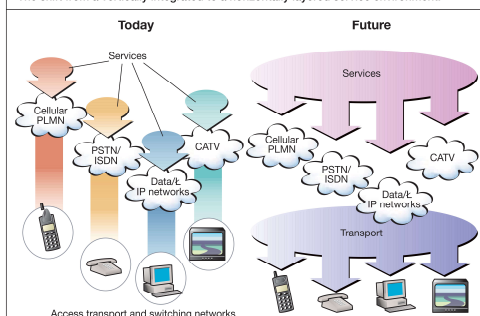 Today
Future
Services
Services
Cellular
PLMN
PSTN/
ISDN
CATV
Data/Ł
IP networks
Cellular
PLMN
PSTN/
ISDN
CATV
Data/Ł
IP networks
Transport
Access transport and switching networks